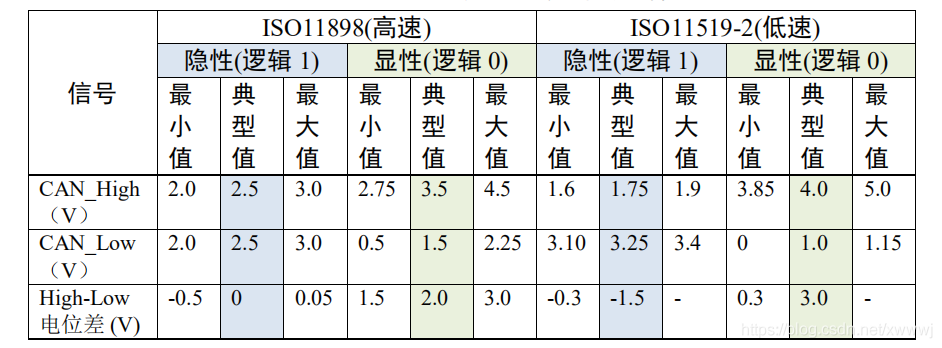 信号 ISO11898(高速) ISO11519-2(低速)
隐性(逻辑 1) 显性(逻辑 0) 隐性(逻辑 1) 显性(逻辑 0)
最小值 典型值 最大值 最小值 典型值 最大值 最小值 典型值 最大值 最小值 典型值 最大值
CAN_High（V） 2.0 2.5 3.0 2.75 3.5 4.5 1.6 1.75 1.9 3.85 4.0 5.0
CAN_Low（V） 2.0 2.5 3.0 0.5 1.5 2.25 3.10 3.25 3.4 0 1.0 1.15
High-Low 电位差 (V) -0.5 0 0.05 1.5 2.0 3.0 -0.3 -1.5 - 0.3 3.0 -
https://blog.csdn.net/xwywj